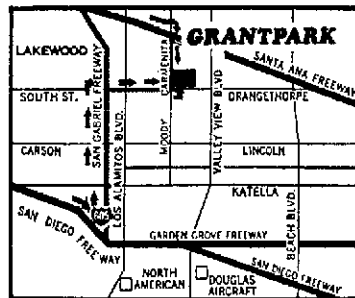 GRANTPARK
LAKEWOOD
SAN GABRIEL FREEWAY
CARMENITA
SANTA ANA FREEWAY
SOUTH ST.
ORANGETHORPE
LOS ALAMITOS BLVD.
MOODY
VALLEY VIEW BLVD
CARSON
LINCOLN
KATELLA
BEACH BLVD.
605
SAN DIEGO FREEWAY
GARDEN GROVE FREEWAY
SAN DIEGO FREEWAY
NORTH
AMERICAN
DOUGLAS
AIRCRAFT